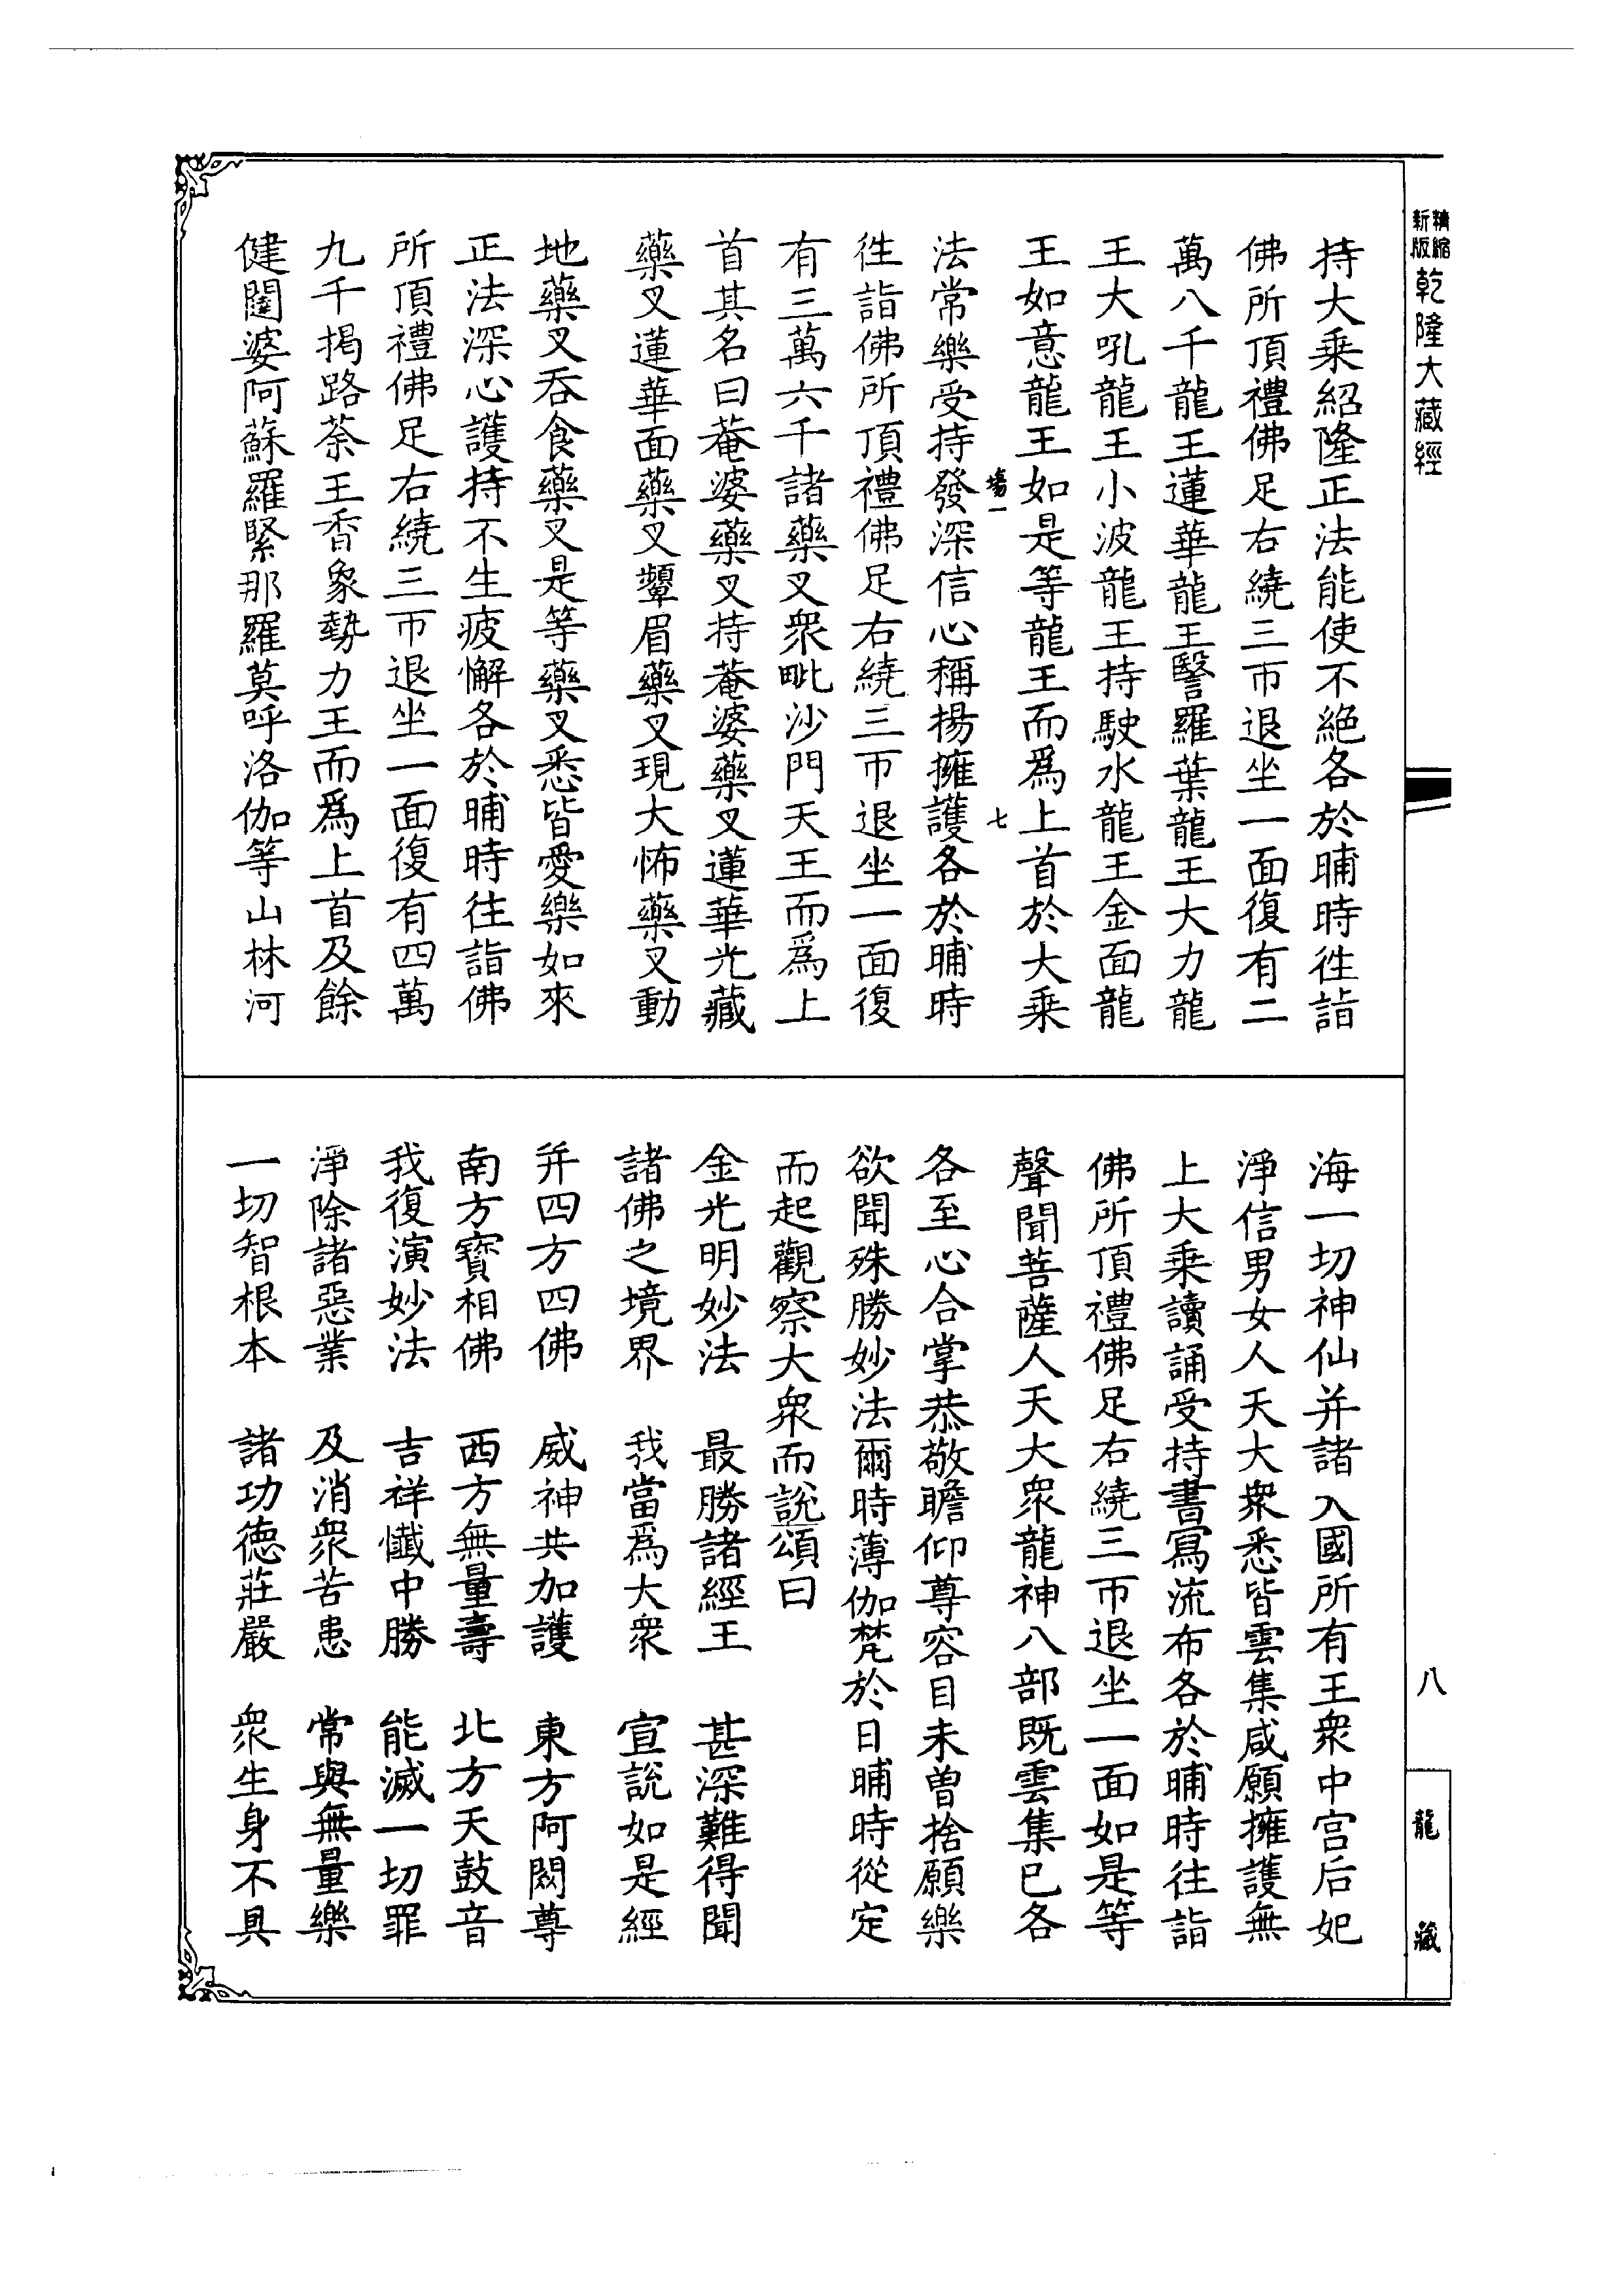 精縮新版乾隆大藏經
八
龍藏
持大乘紹隆正法能使不絕各於晡時往詣
佛所頂禮佛足右繞三帀退坐一面復有二
萬八千龍王蓮華龍王翳羅葉龍王大力龍
王大吼龍王小波龍王持駛水龍王金面龍
王如意龍王如是等龍王而爲上首於大乘
塲一 七
法常樂受持發深信心稱揚擁護各於晡時
往詣佛所頂禮佛足右繞三帀退坐一面復
有三萬六千諸藥叉衆毗沙門天王而爲上
首其名曰菴婆藥叉持菴婆藥叉蓮華光藏
藥叉蓮華面藥叉顰眉藥叉現大怖藥叉動
地藥叉吞食藥叉是等藥叉悉皆愛樂如來
正法深心護持不生疲懈各於晡時往詣佛
所頂禮佛足右繞三帀退坐一面復有四萬
九千揭路荼王香象勢力王而爲上首及餘
健闥婆阿蘇羅緊那羅莫呼洛伽等山林河
海一切神仙并諸入國所有王衆中宫后妃
淨信男女人天大衆悉皆雲集咸願擁護無
上大乘讀誦受持書寫流布各於晡時往詣
佛所頂禮佛足右繞三帀退坐一面如是等
聲聞菩薩人天大衆龍神八部既雲集已各
各至心合掌恭敬瞻仰尊容目未曾捨願樂
欲聞殊勝妙法爾時薄伽梵於日晡時從定
而起觀察大衆而說頌曰
金光明妙法 最勝諸經王 甚深難得聞
諸佛之境界 我當爲大衆 宣說如是經
并四方四佛 威神共加護 東方阿閦尊
南方寳相佛 西方無量壽 北方天鼓音
我復演妙法 吉祥懺中勝 能滅一切罪
淨除諸惡業 及消衆苦患 常與無量樂
一切智根本 諸功德莊嚴 衆生身不具